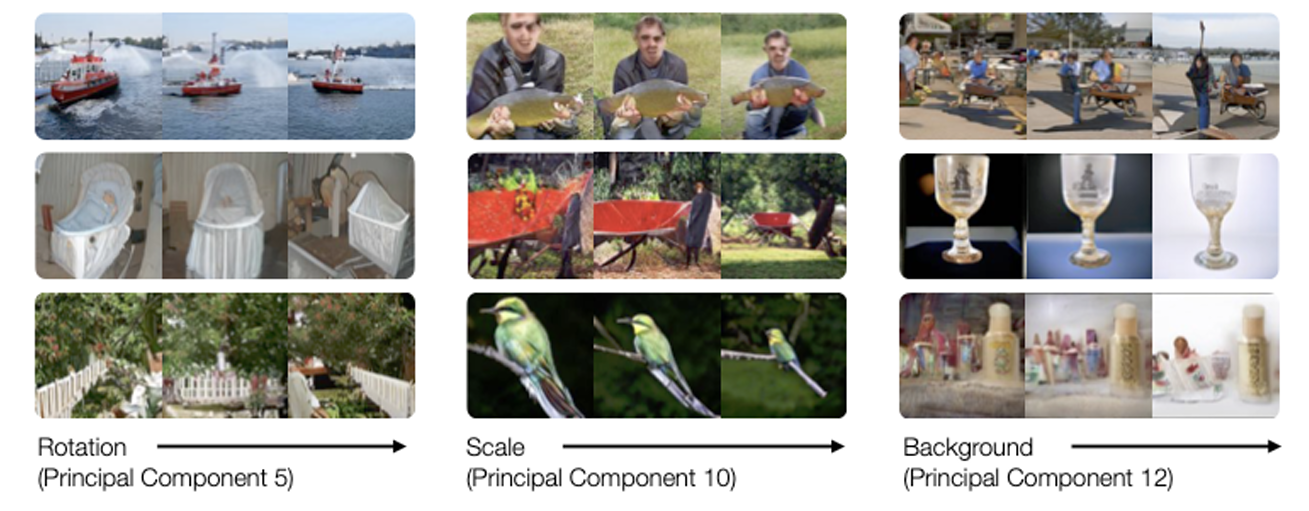 Rotation
(Principal Component 5)
Scale
(Principal Component 10)
Background
(Principal Component 12)